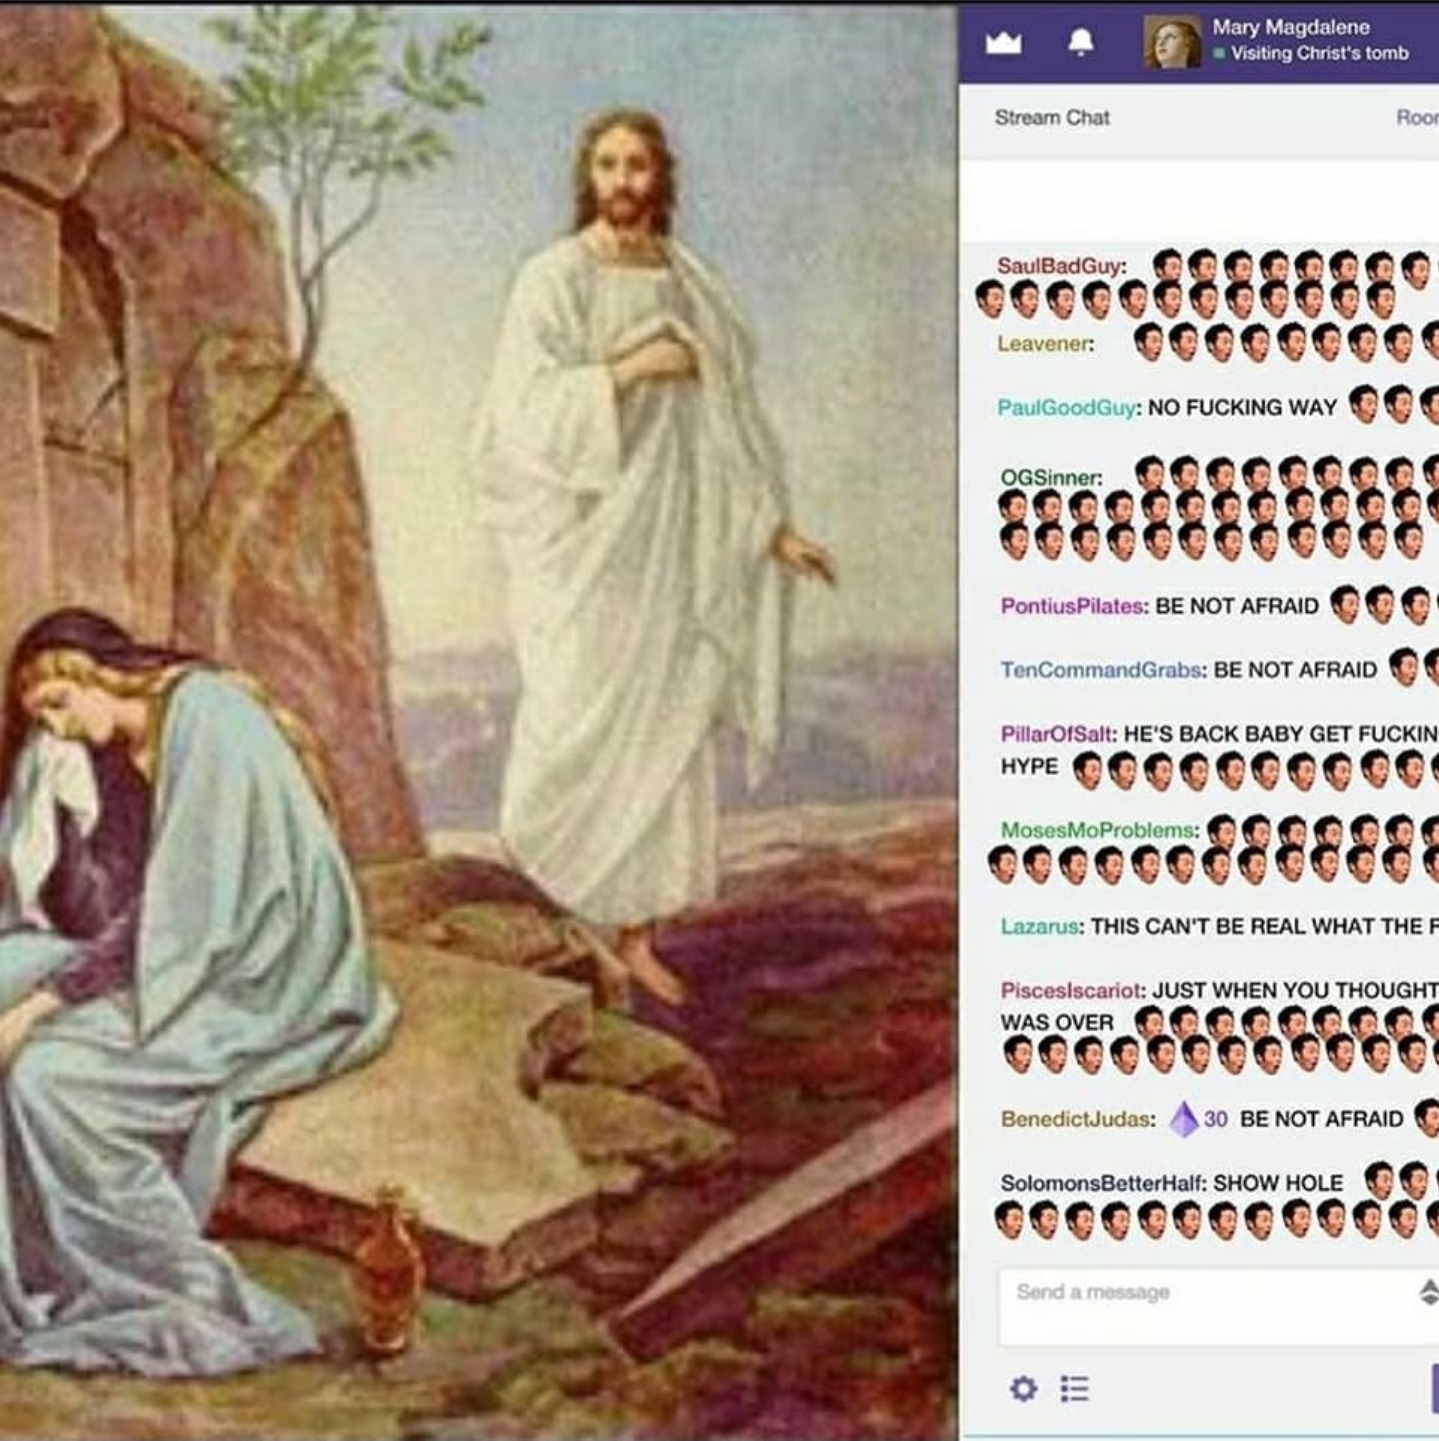 Mary Magdalene
Visiting Christ's tomb
Stream Chat
SaulBadGuy:
Leavener:
PaulGoodGuy: NO FUCKING WAY
OGSinner:
PontiusPilates: BE NOT AFRAID
TenCommandGrabs: BE NOT AFRAID
PillarOfSalt: HE'S BACK BABY GET FUCKIN
HYPE
MosesMoProblems:
Lazarus: THIS CAN'T BE REAL WHAT THE F
PiscesIscariot: JUST WHEN YOU THOUGHT
WAS OVER
BenedictJudas: 30 BE NOT AFRAID
SolomonsBetterHalf: SHOW HOLE
Send a message